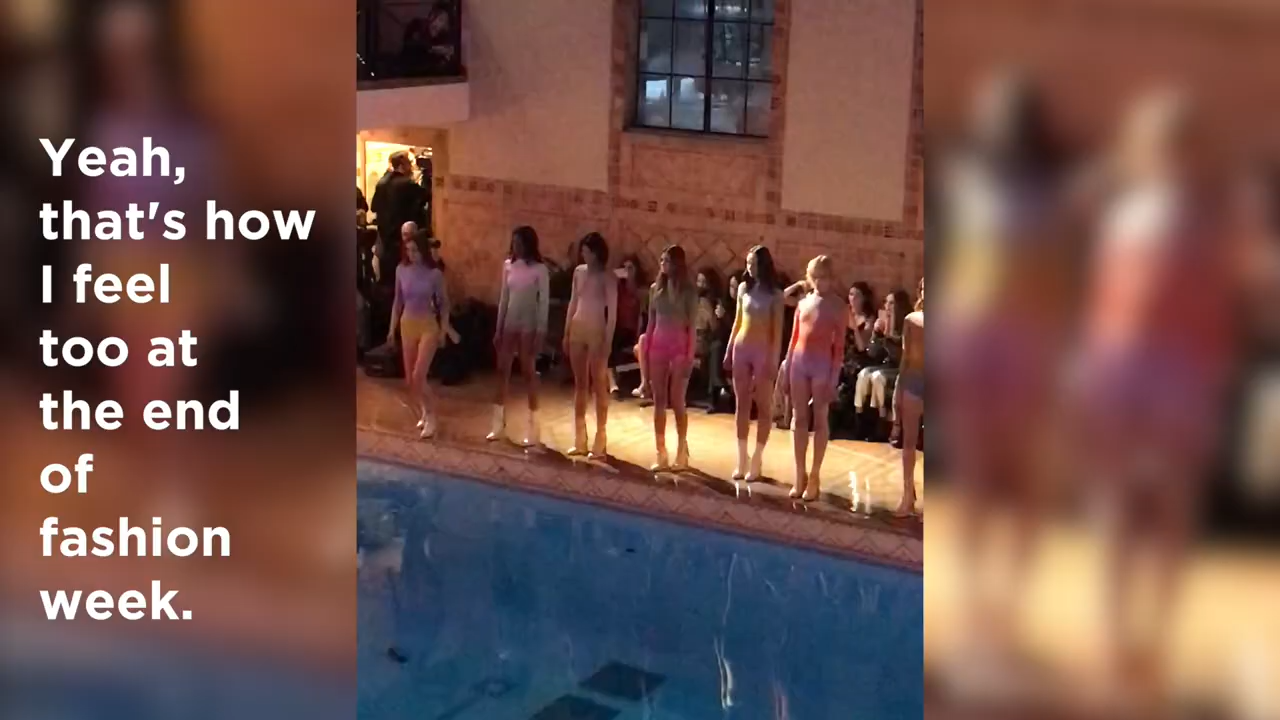 Yeah,
that's how
I feel
too at
the end
of
fashion
week.